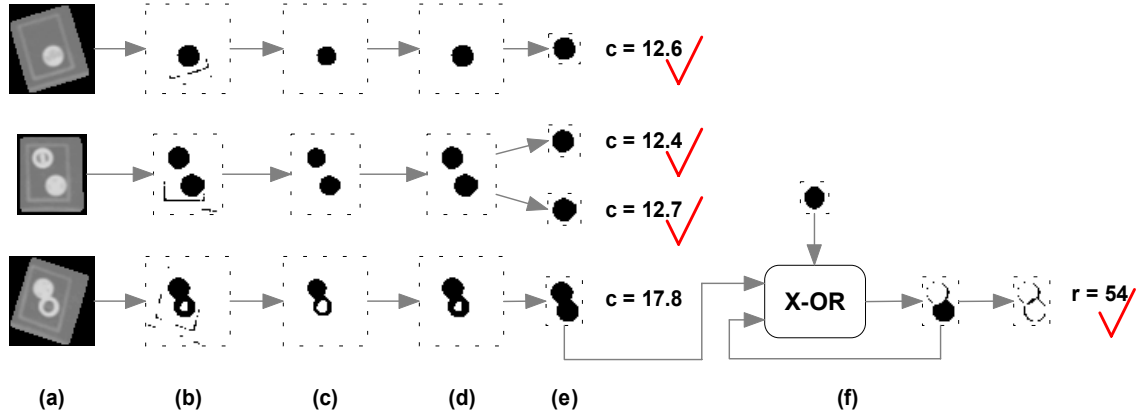 c = 12.6
c = 12.4
c = 12.7
c = 17.8
X-OR
r = 54
(a) (b) (c) (d) (e) (f)